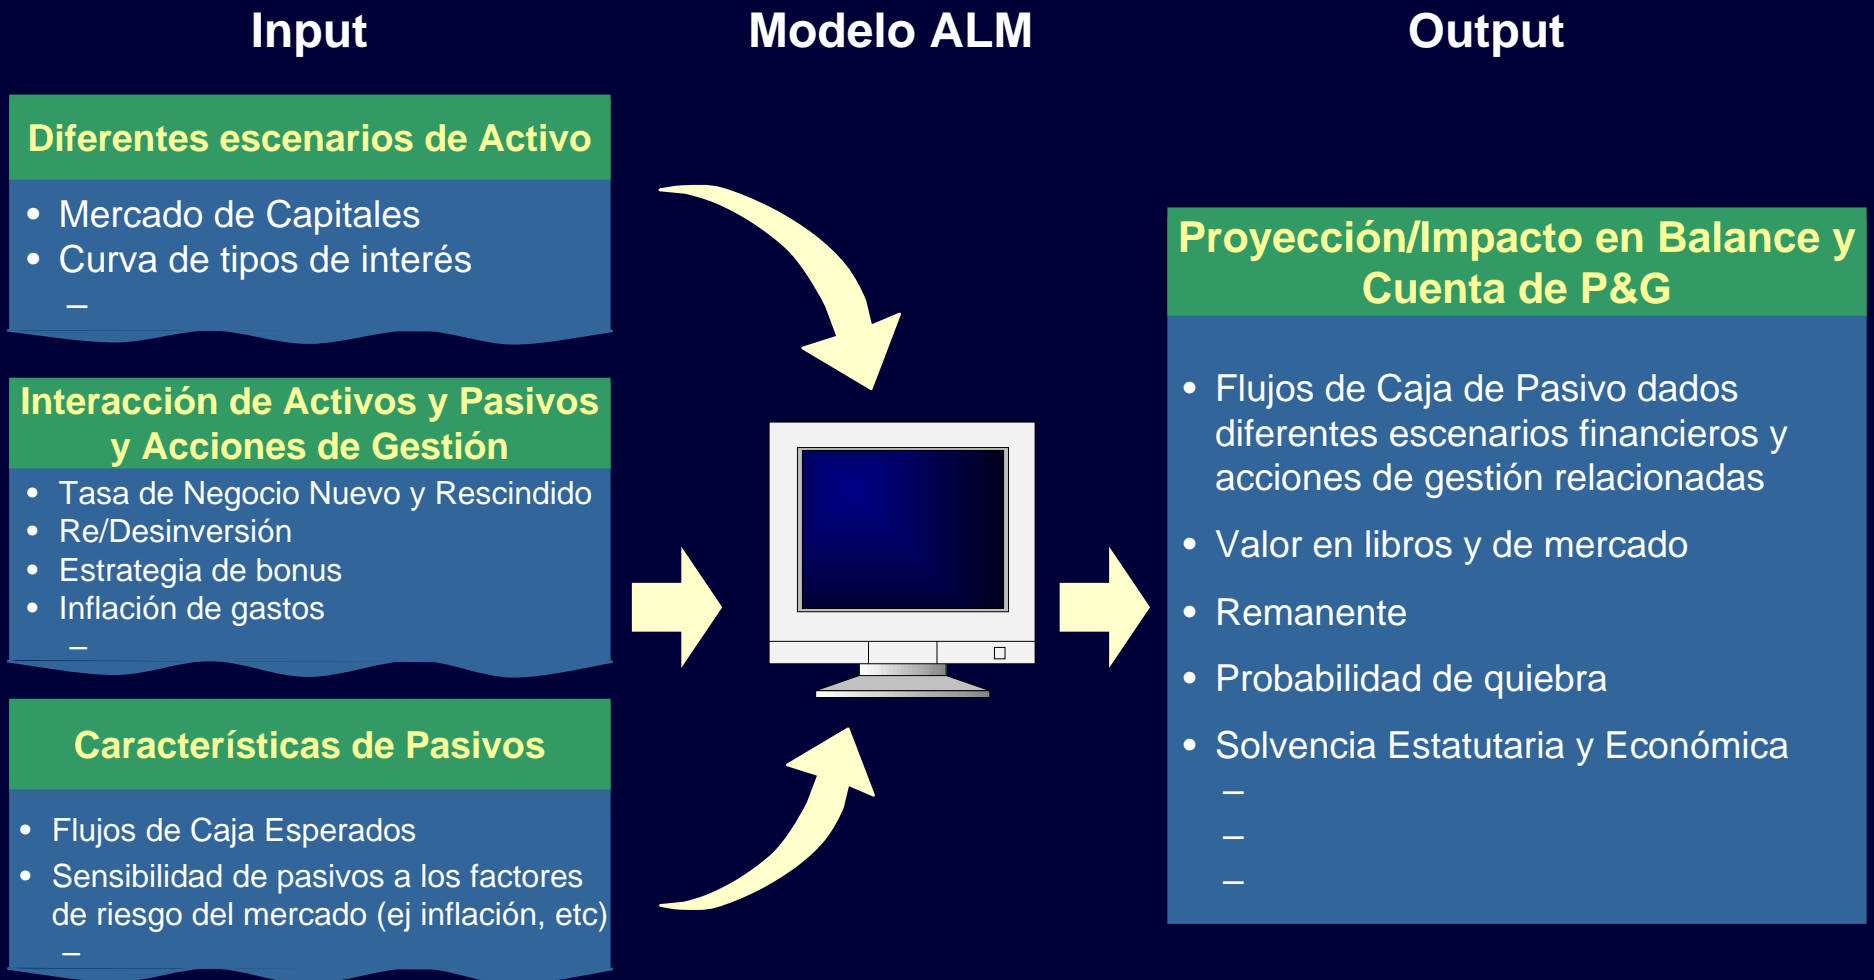 Input
Modelo ALM
Output
Diferentes escenarios de Activo
• Mercado de Capitales
• Curva de tipos de interés
–
Interacción de Activos y Pasivos
y Acciones de Gestión
• Tasa de Negocio Nuevo y Rescindido
• Re/Desinversión
• Estrategia de bonus
• Inflación de gastos
–
Características de Pasivos
• Flujos de Caja Esperados
• Sensibilidad de pasivos a los factores
de riesgo del mercado (ej inflación, etc)
–
Proyección/Impacto en Balance y
Cuenta de P&G
• Flujos de Caja de Pasivo dados
diferentes escenarios financieros y
acciones de gestión relacionadas
• Valor en libros y de mercado
• Remanente
• Probabilidad de quiebra
• Solvencia Estatutaria y Económica
–
–
–